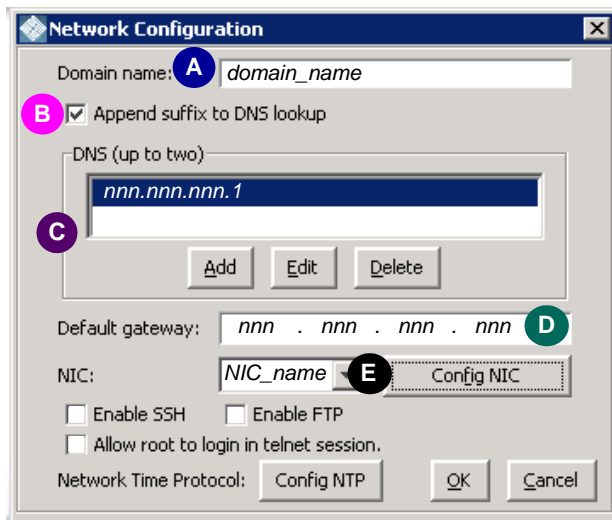 Network Configuration
Domain name: A domain_name
B Append suffix to DNS lookup
DNS (up to two)
nnn.nnn.nnn.1
C
Add Edit Delete
Default gateway: nnn . nnn . nnn . nnn D
NIC: NIC_name E Config NIC
Enable SSH Enable FTP
Allow root to login in telnet session.
Network Time Protocol: Config NTP OK Cancel